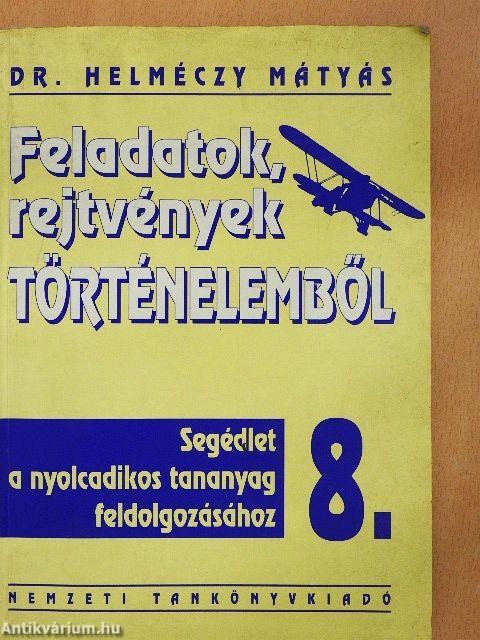 DR. HELMÉCZY MÁTYÁS
Feladatok,
rejtvények
TÖRTÉNELEMBŐL
Segédlet
a nyolcadikos tananyag
feldolgozásához
8.
NEMZETI TANKÖNYVKIADÓ
Antikvárium.hu